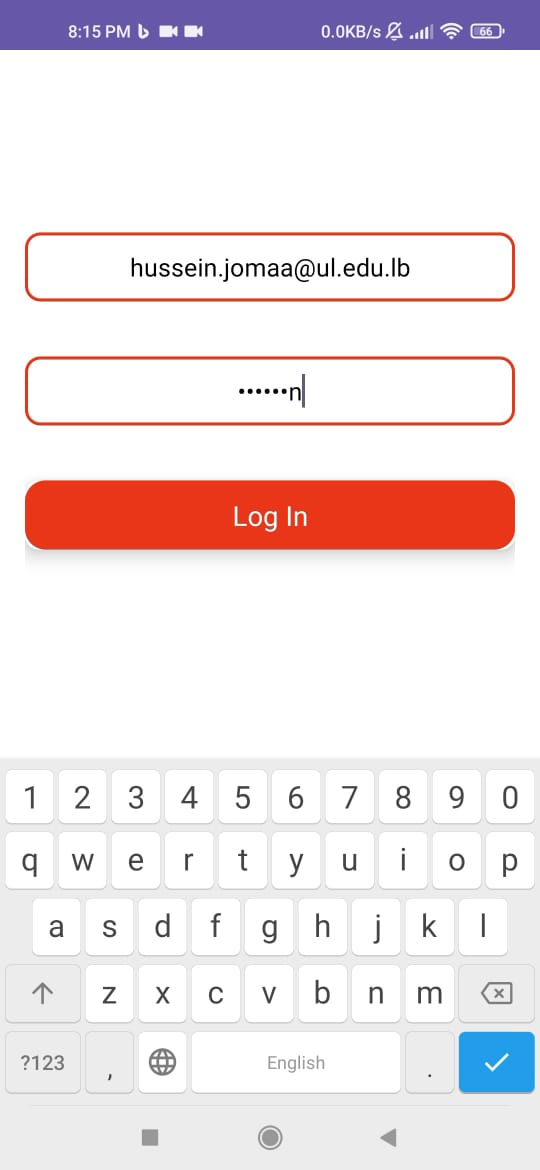 8:15 PM 0.0KB/s 66
hussein.jomaa@ul.edu.lb
••••••n
Log In
1 2 3 4 5 6 7 8 9 0
q w e r t y u i o p
a s d f g h j k l
z x c v b n m
?123 , English .